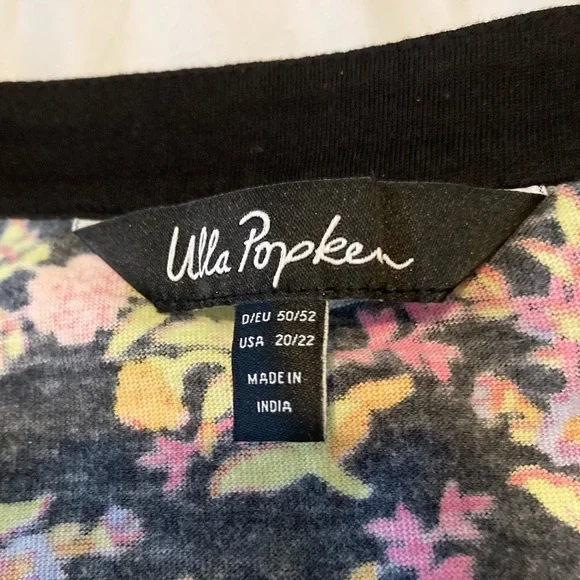 Ulla Popken
D/EU 50/52
USA 20/22
MADE IN
INDIA